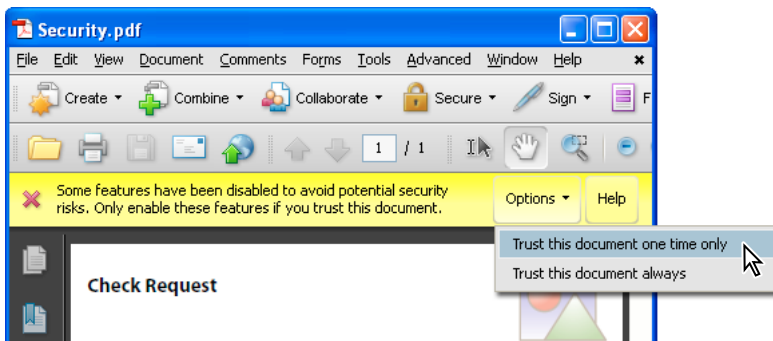 Security.pdf
File Edit View Document Comments Forms Tools Advanced Window Help
Create Combine Collaborate Secure Sign F
1 / 1
Some features have been disabled to avoid potential security
risks. Only enable these features if you trust this document.
Options Help
Trust this document one time only
Trust this document always
Check Request